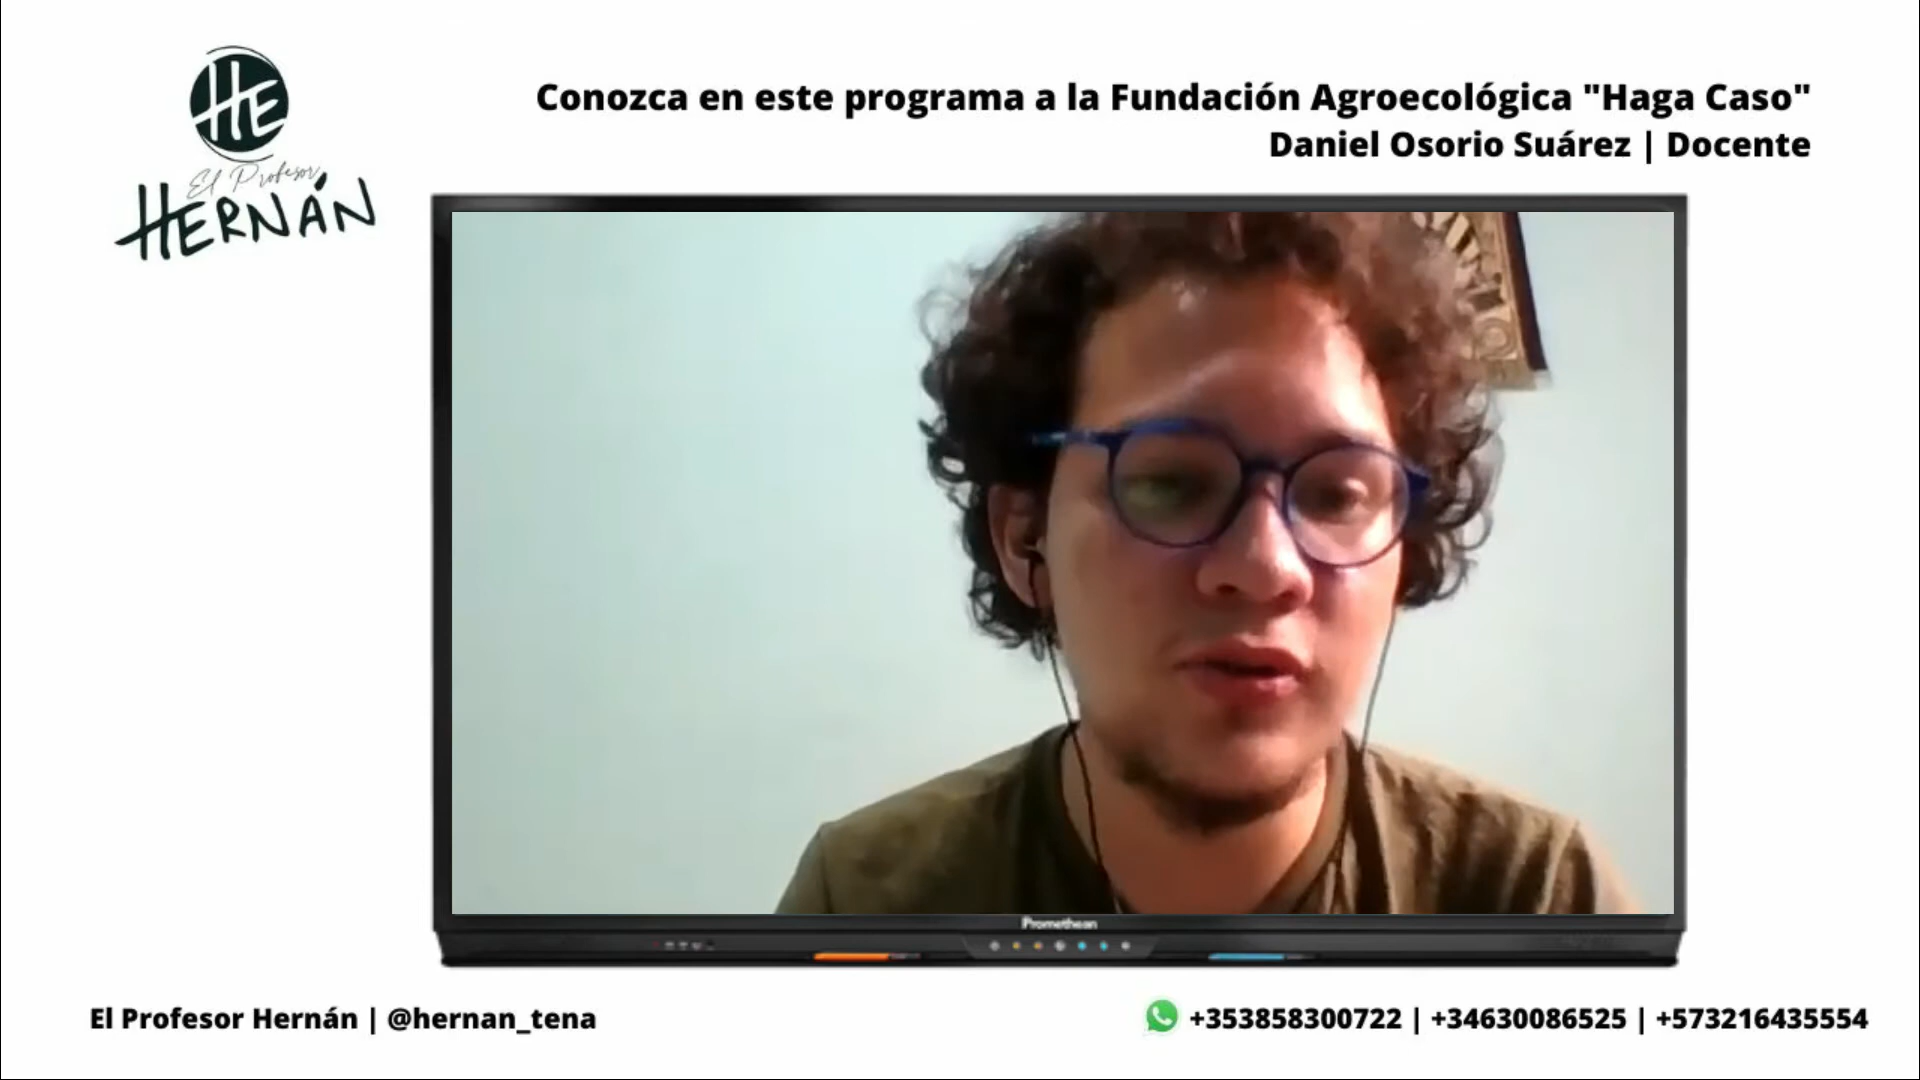 HE
El Profesor
HERNÁN
Conozca en este programa a la Fundación Agroecológica "Haga Caso"
Daniel Osorio Suárez | Docente
Promethean
El Profesor Hernán | @hernan_tena
+353858300722 | +34630086525 | +573216435554